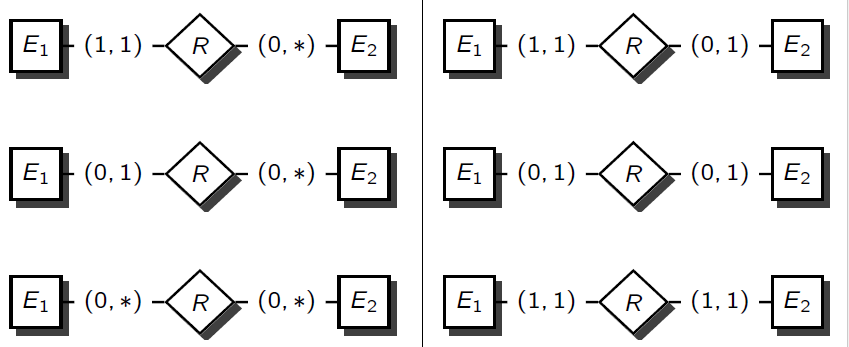 E₁ (1, 1) R (0, *) E₂
E₁ (0, 1) R (0, *) E₂
E₁ (0, *) R (0, *) E₂
E₁ (1, 1) R (0, 1) E₂
E₁ (0, 1) R (0, 1) E₂
E₁ (1, 1) R (1, 1) E₂